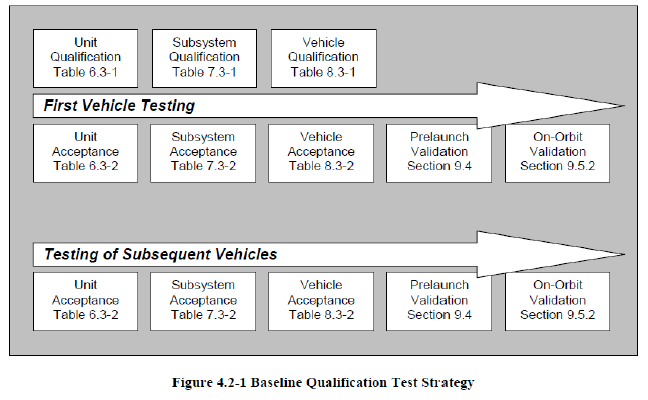 Unit
Qualification
Table 6.3-1
Subsystem
Qualification
Table 7.3-1
Vehicle
Qualification
Table 8.3-1
First Vehicle Testing
Unit
Acceptance
Table 6.3-2
Subsystem
Acceptance
Table 7.3-2
Vehicle
Acceptance
Table 8.3-2
Prelaunch
Validation
Section 9.4
On-Orbit
Validation
Section 9.5.2
Testing of Subsequent Vehicles
Unit
Acceptance
Table 6.3-2
Subsystem
Acceptance
Table 7.3-2
Vehicle
Acceptance
Table 8.3-2
Prelaunch
Validation
Section 9.4
On-Orbit
Validation
Section 9.5.2
Figure 4.2-1 Baseline Qualification Test Strategy